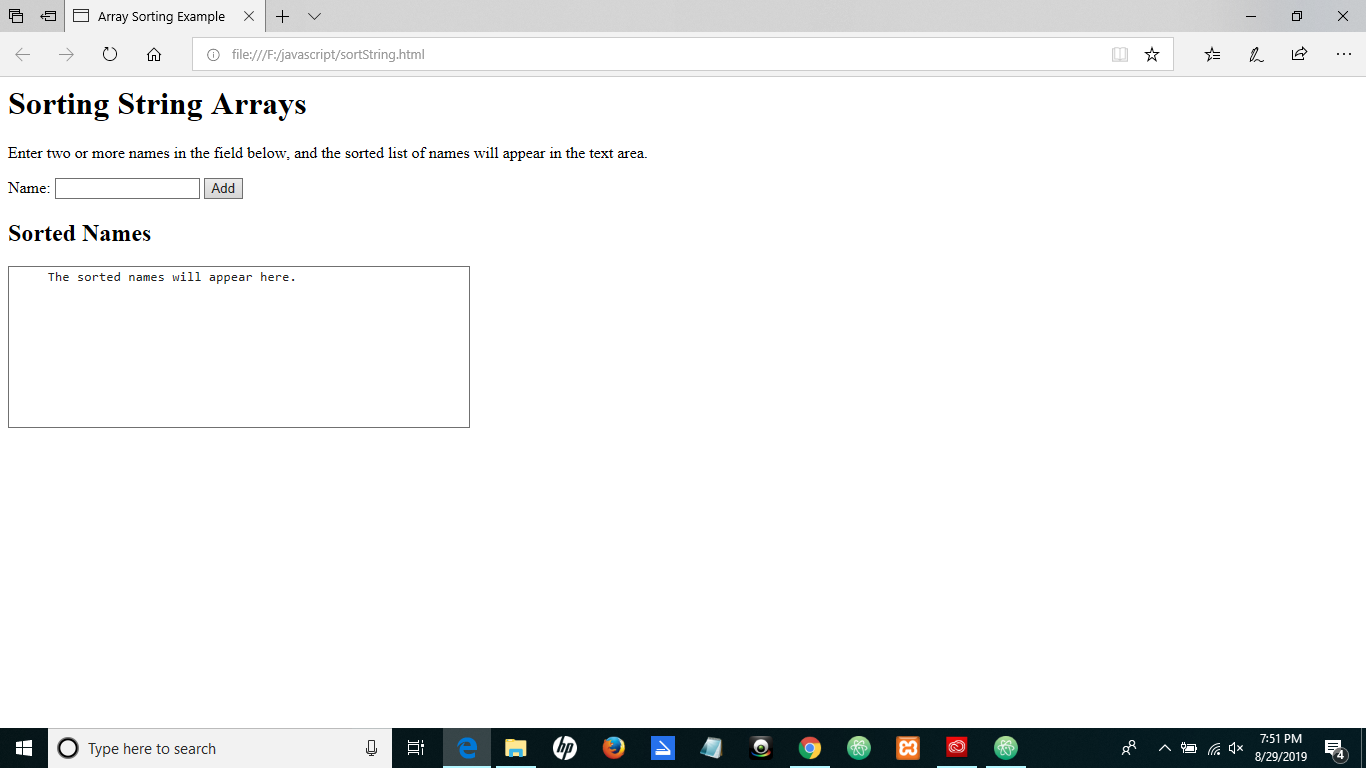 Array Sorting Example
file:///F:/javascript/sortString.html
Sorting String Arrays
Enter two or more names in the field below, and the sorted list of names will appear in the text area.
Name: Add
Sorted Names
The sorted names will appear here.
Type here to search
hp
7:51 PM
8/29/2019
4